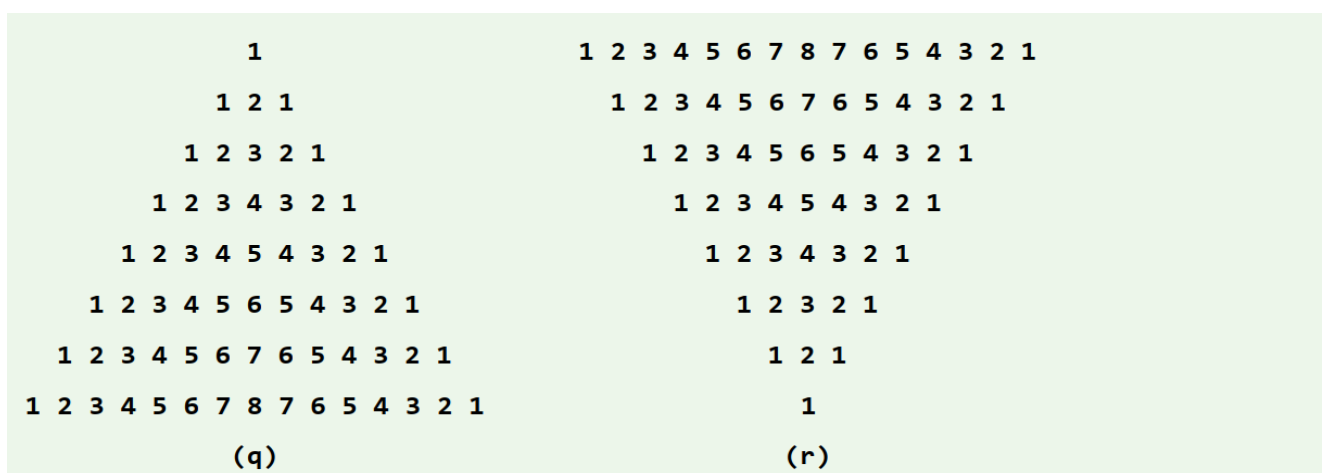 1 1 2 3 4 5 6 7 8 7 6 5 4 3 2 1
1 2 1 1 2 3 4 5 6 7 6 5 4 3 2 1
1 2 3 2 1 1 2 3 4 5 6 5 4 3 2 1
1 2 3 4 3 2 1 1 2 3 4 5 4 3 2 1
1 2 3 4 5 4 3 2 1 1 2 3 4 3 2 1
1 2 3 4 5 6 5 4 3 2 1 1 2 3 2 1
1 2 3 4 5 6 7 6 5 4 3 2 1 1 2 1
1 2 3 4 5 6 7 8 7 6 5 4 3 2 1 1
(q) (r)